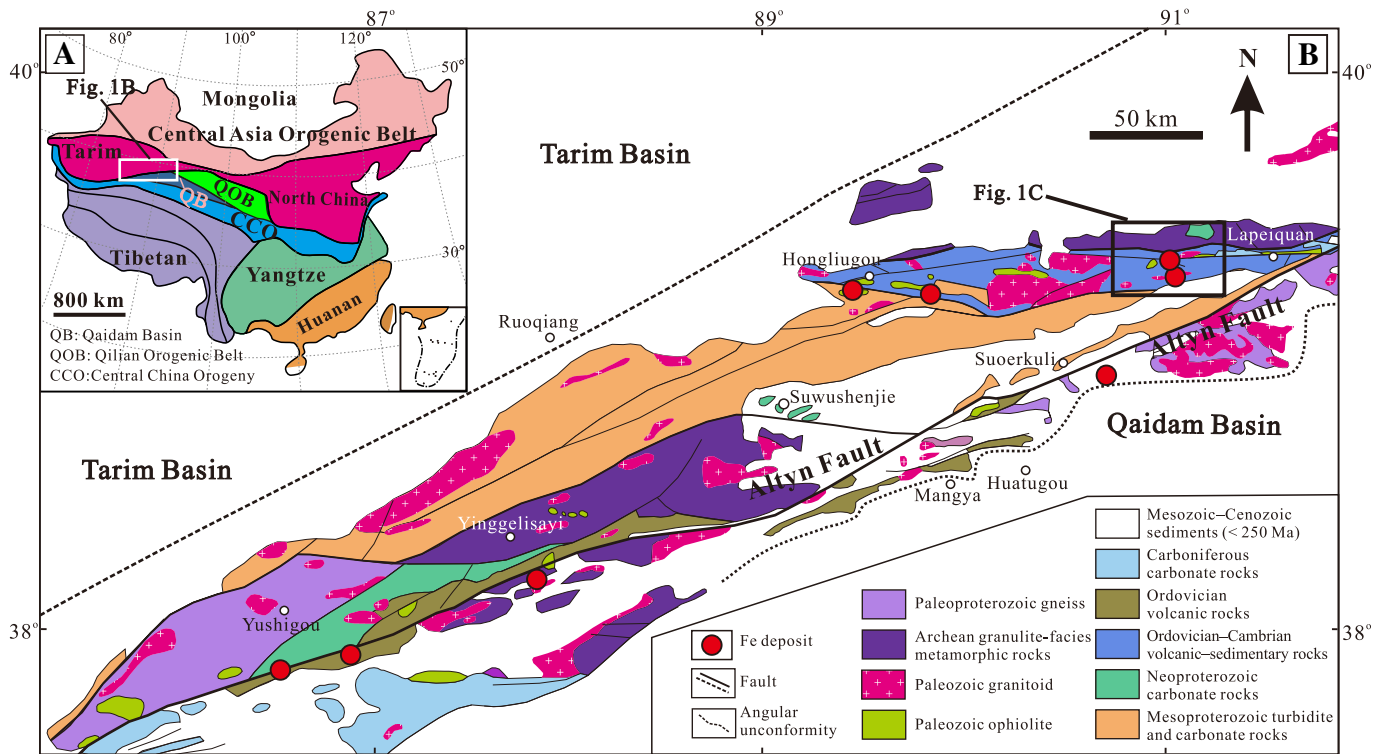 87°
89°
91°
40°
40°
38°
38°
A
80°
100°
120°
50°
30°
Fig. 1B
Mongolia
Central Asia Orogenic Belt
Tarim
QOB
QB
North China
CCO
Tibetan
Yangtze
Huanan
800 km
QB: Qaidam Basin
QOB: Qilian Orogenic Belt
CCO:Central China Orogeny
B
N
50 km
Tarim Basin
Fig. 1C
Lapeiquan
Hongliugou
Ruoqiang
Altyn Fault
Suoerkuli
Suwushenjie
Qaidam Basin
Tarim Basin
Altyn Fault
Mangya
Huatugou
Yinggelisayi
Yushigou
Fe deposit
Fault
Angular
unconformity
Paleoproterozoic gneiss
Archean granulite-facies
metamorphic rocks
Paleozoic granitoid
Paleozoic ophiolite
Mesozoic–Cenozoic
sediments (< 250 Ma)
Carboniferous
carbonate rocks
Ordovician
volcanic rocks
Ordovician–Cambrian
volcanic–sedimentary rocks
Neoproterozoic
carbonate rocks
Mesoproterozoic turbidite
and carbonate rocks